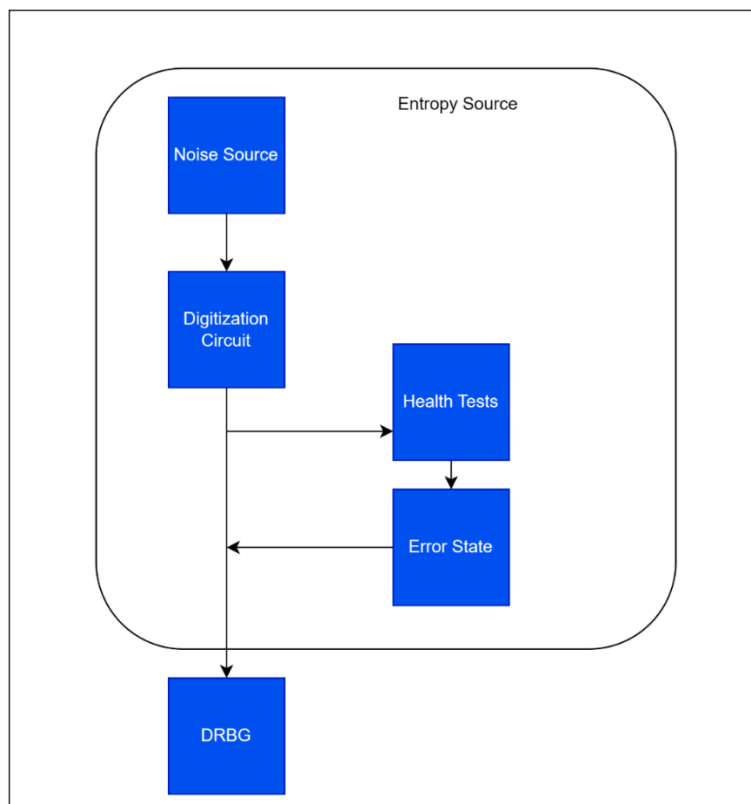 Entropy Source
Noise Source
Digitization
Circuit
Health Tests
Error State
DRBG